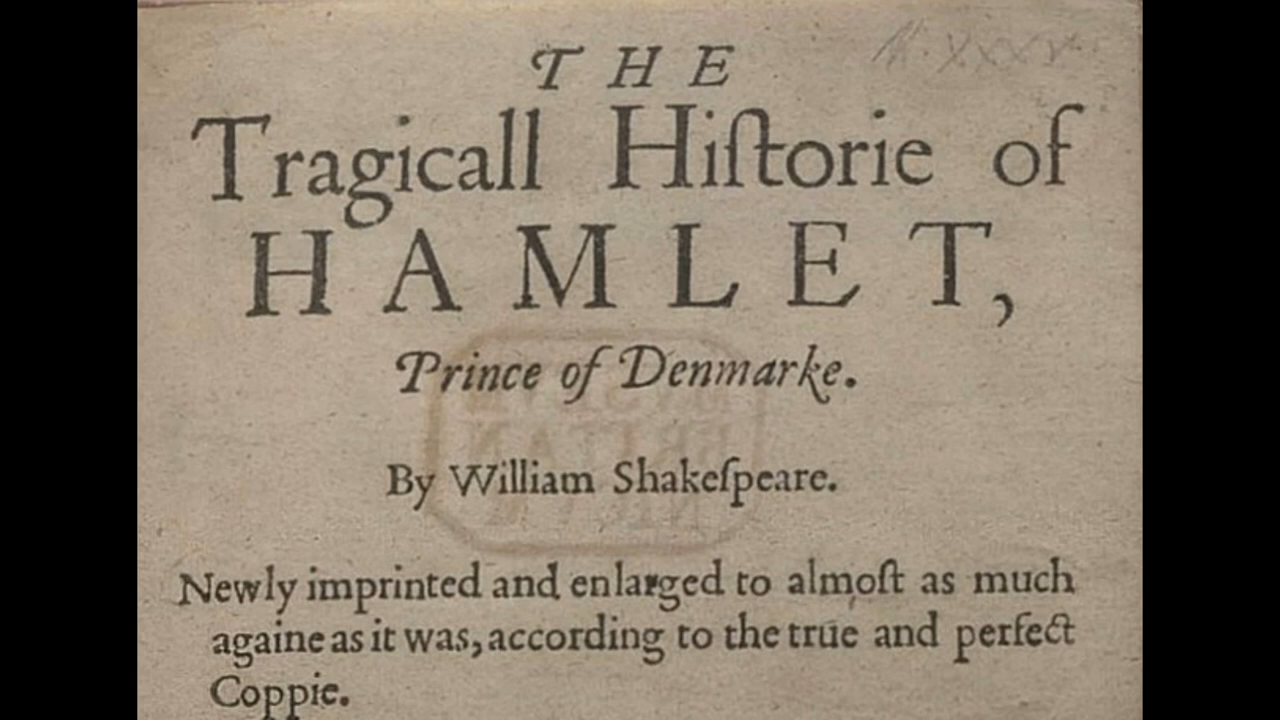 THE
Tragicall Hiſtorie of
HAMLET,
Prince of Denmarke.
By William Shakeſpeare.
Newly imprinted and enlarged to almoſt as much
againe as it was, according to the true and perfect
Coppie.